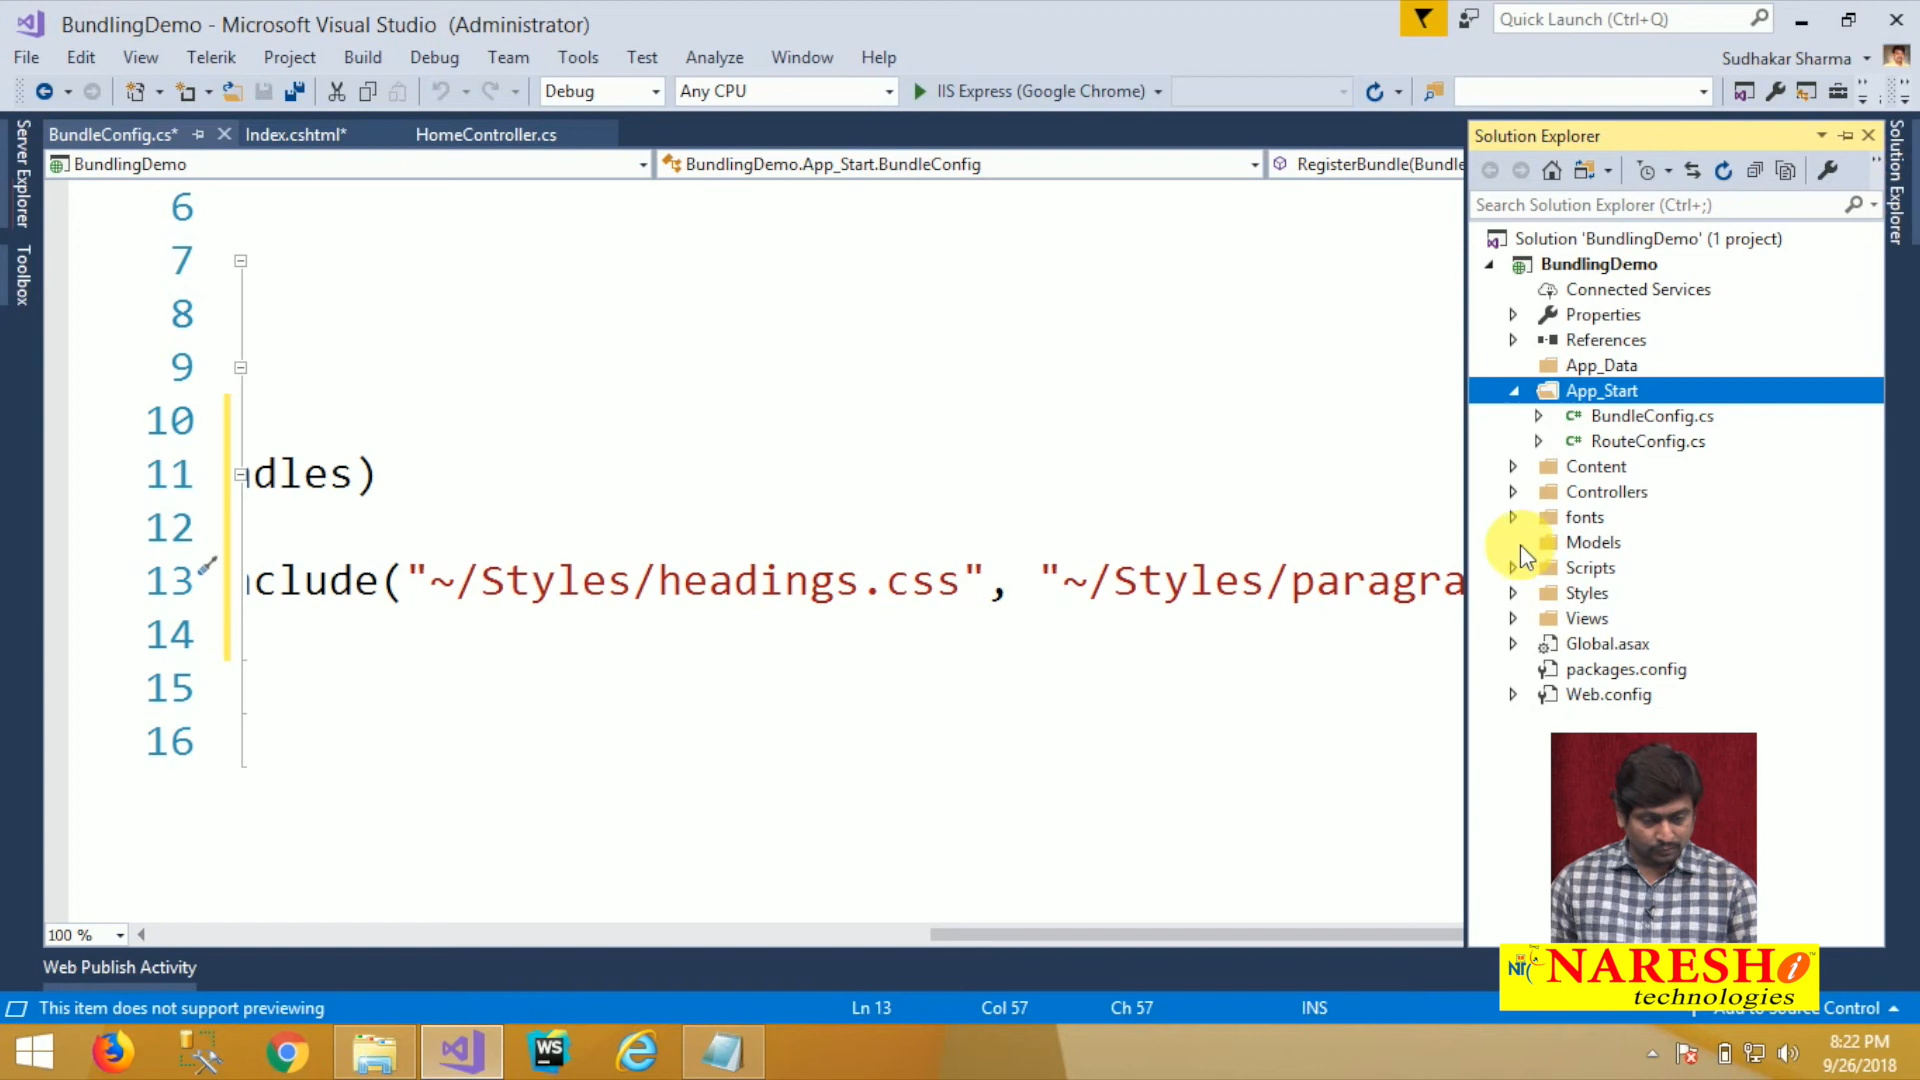 BundlingDemo - Microsoft Visual Studio (Administrator)
Quick Launch (Ctrl+Q)
File Edit View Telerik Project Build Debug Team Tools Test Analyze Window Help
Sudhakar Sharma
Debug Any CPU IIS Express (Google Chrome)
BundleConfig.cs* Index.cshtml* HomeController.cs
BundlingDemo BundlingDemo.App_Start.BundleConfig RegisterBundle(Bundle
Server Explorer
Toolbox
6
7
8
9
10
11 dles)
12
13 clude("~/Styles/headings.css", "~/Styles/paragra
14
15
16
100 %
Solution Explorer
Search Solution Explorer (Ctrl+;)
Solution 'BundlingDemo' (1 project)
BundlingDemo
Connected Services
Properties
References
App_Data
App_Start
C# BundleConfig.cs
C# RouteConfig.cs
Content
Controllers
fonts
Models
Scripts
Styles
Views
Global.asax
packages.config
Web.config
Solution Explorer
NARESH i
technologies
Web Publish Activity
This item does not support previewing Ln 13 Col 57 Ch 57 INS Add to Source Control
WS
8:22 PM
9/26/2018